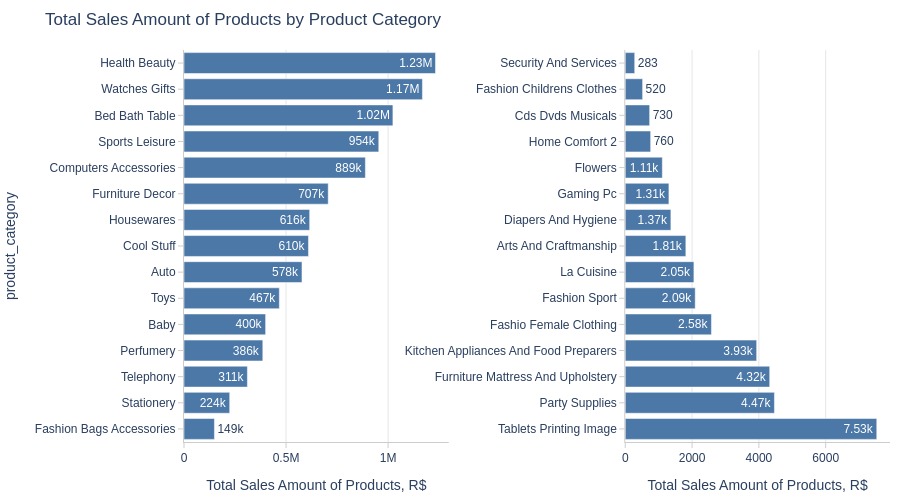 Total Sales Amount of Products by Product Category
product_category
Health Beauty 1.23M
Watches Gifts 1.17M
Bed Bath Table 1.02M
Sports Leisure 954k
Computers Accessories 889k
Furniture Decor 707k
Housewares 616k
Cool Stuff 610k
Auto 578k
Toys 467k
Baby 400k
Perfumery 386k
Telephony 311k
Stationery 224k
Fashion Bags Accessories 149k
0 0.5M 1M
Total Sales Amount of Products, R$
Security And Services 283
Fashion Childrens Clothes 520
Cds Dvds Musicals 730
Home Comfort 2 760
Flowers 1.11k
Gaming Pc 1.31k
Diapers And Hygiene 1.37k
Arts And Craftmanship 1.81k
La Cuisine 2.05k
Fashion Sport 2.09k
Fashio Female Clothing 2.58k
Kitchen Appliances And Food Preparers 3.93k
Furniture Mattress And Upholstery 4.32k
Party Supplies 4.47k
Tablets Printing Image 7.53k
0 2000 4000 6000
Total Sales Amount of Products, R$